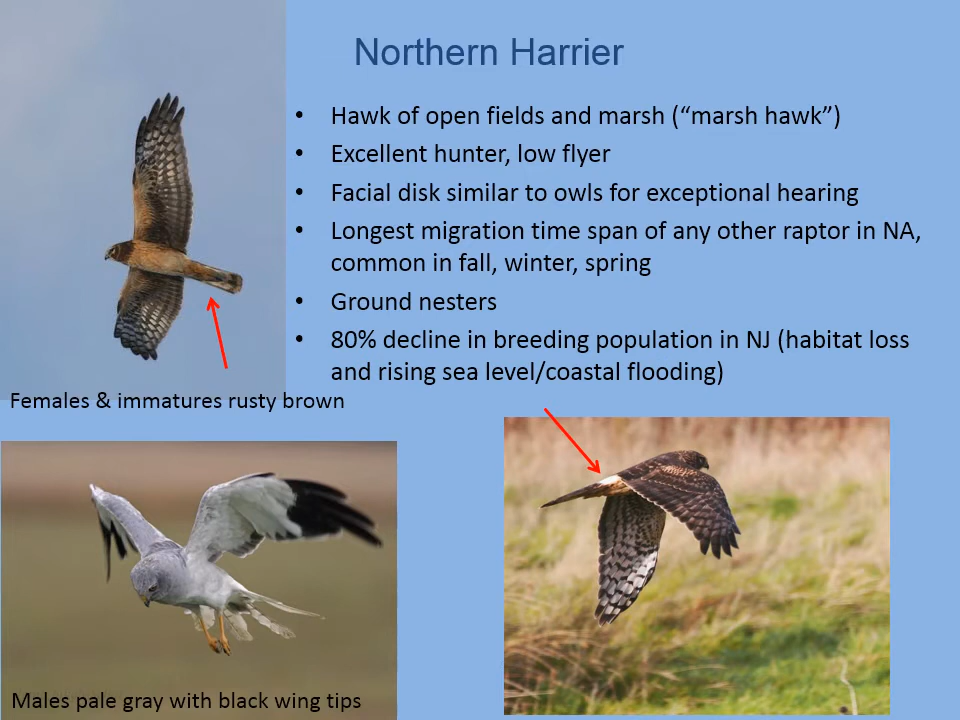 Northern Harrier
• Hawk of open fields and marsh (“marsh hawk”)
• Excellent hunter, low flyer
• Facial disk similar to owls for exceptional hearing
• Longest migration time span of any other raptor in NA,
common in fall, winter, spring
• Ground nesters
• 80% decline in breeding population in NJ (habitat loss
and rising sea level/coastal flooding)
Females & immatures rusty brown
Males pale gray with black wing tips